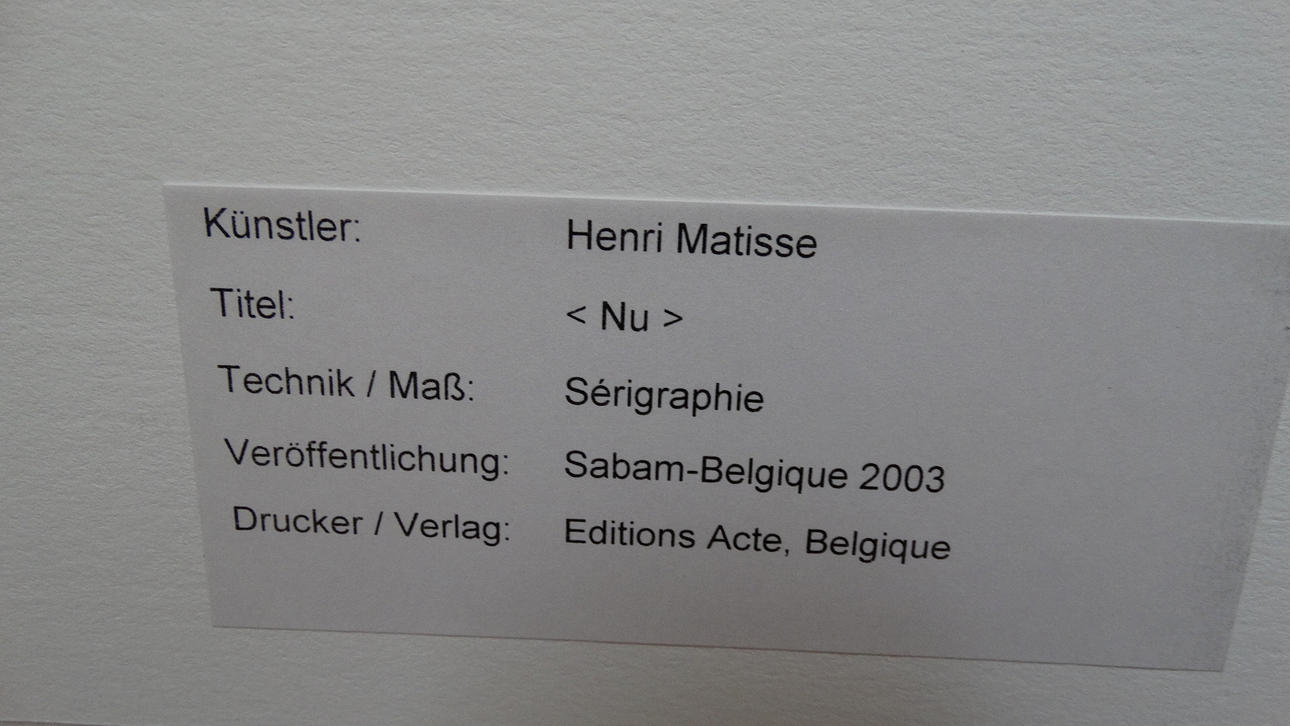 Künstler: Henri Matisse
Titel: < Nu >
Technik / Maß: Sérigraphie
Veröffentlichung: Sabam-Belgique 2003
Drucker / Verlag: Editions Acte, Belgique